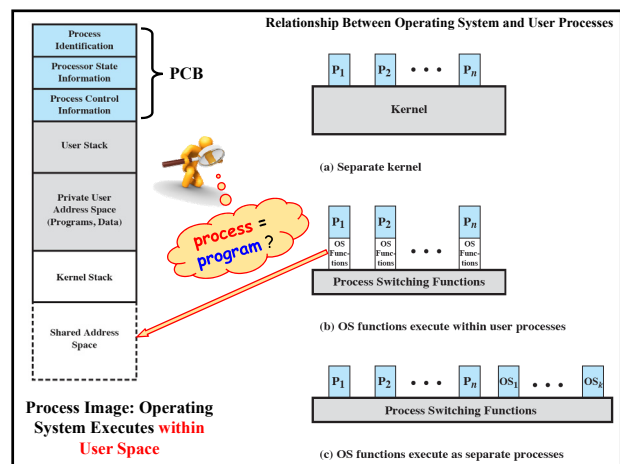 Relationship Between Operating System and User Processes
Process
Identification
Processor State
Information
Process Control
Information
PCB
User Stack
Private User
Address Space
(Programs, Data)
Kernel Stack
Shared Address
Space
Process Image: Operating
System Executes within
User Space
process =
program ?
P1 P2 • • • Pn
Kernel
(a) Separate kernel
P1 P2 Pn
OS Func- tions OS Func- tions • • • OS Func- tions
Process Switching Functions
(b) OS functions execute within user processes
P1 P2 • • • Pn OS1 • • • OSk
Process Switching Functions
(c) OS functions execute as separate processes